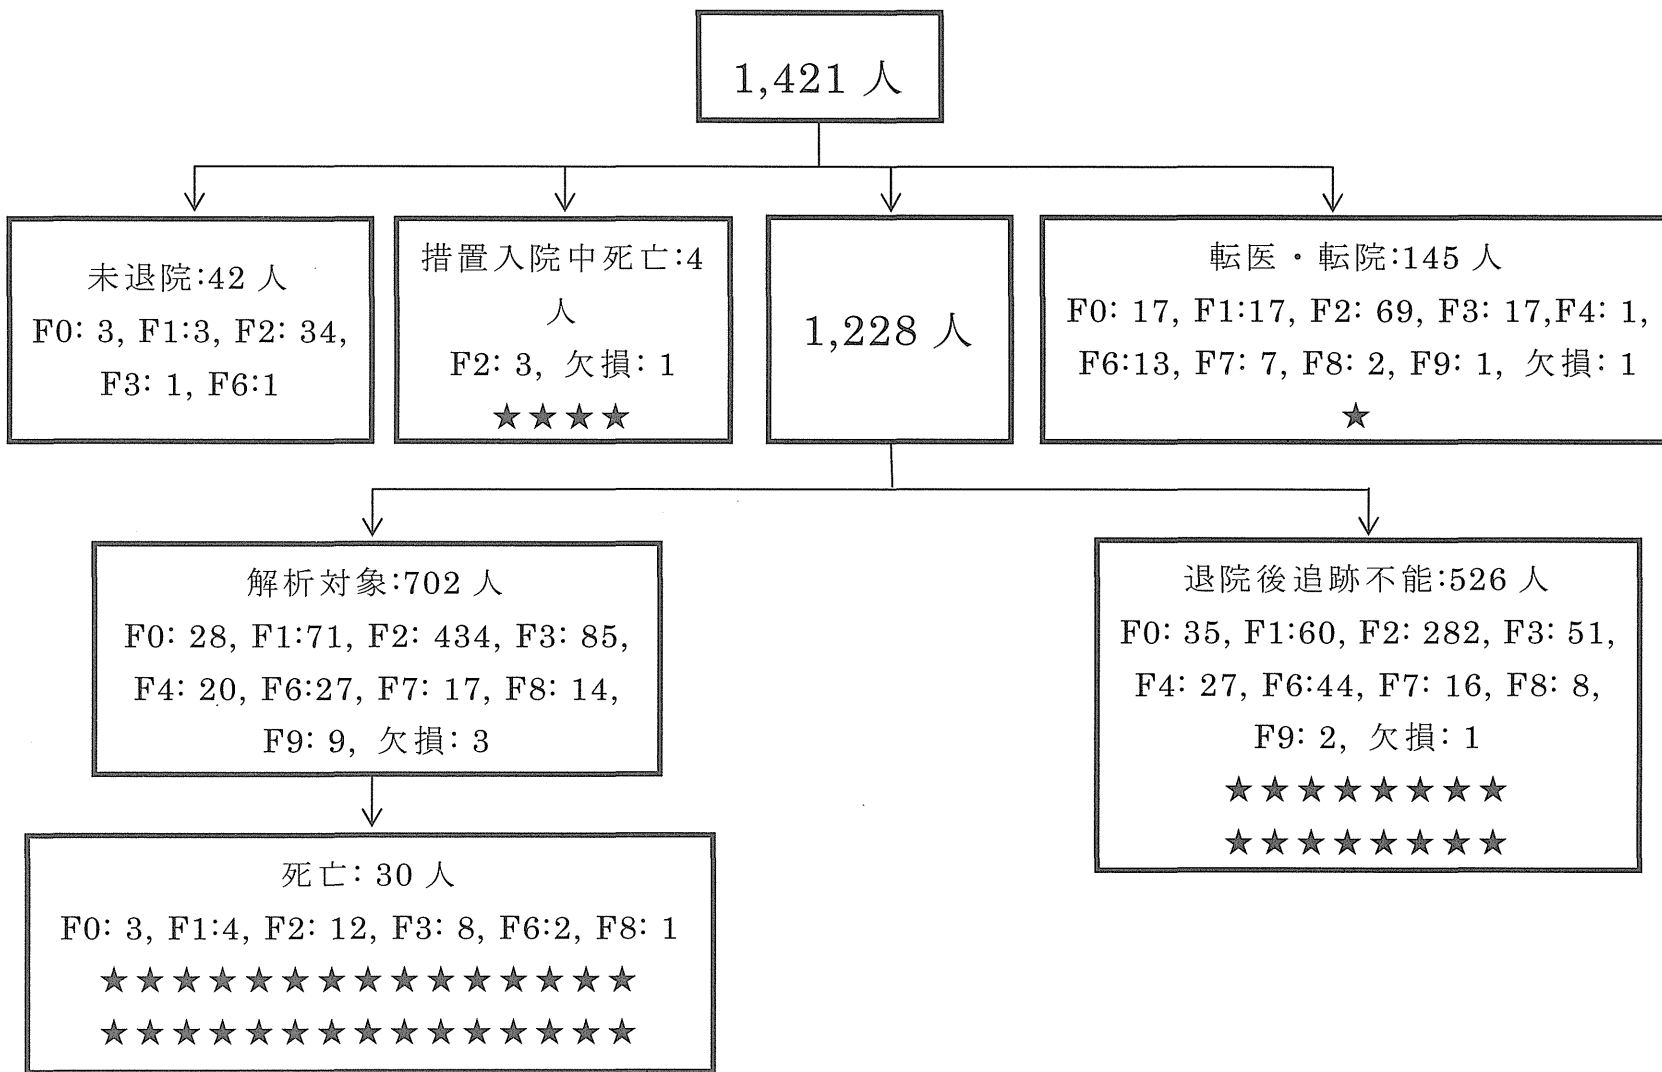 1,421 人
未退院:42 人
F0: 3, F1:3, F2: 34,
F3: 1, F6:1
措置入院中死亡:4
人
F2: 3, 欠損: 1
★★★★
1,228 人
転医・転院:145 人
F0: 17, F1:17, F2: 69, F3: 17,F4: 1,
F6:13, F7: 7, F8: 2, F9: 1, 欠損: 1
★
解析対象:702 人
F0: 28, F1:71, F2: 434, F3: 85,
F4: 20, F6:27, F7: 17, F8: 14,
F9: 9, 欠損: 3
退院後追跡不能:526 人
F0: 35, F1:60, F2: 282, F3: 51,
F4: 27, F6:44, F7: 16, F8: 8,
F9: 2, 欠損: 1
★★★★★★★★
★★★★★★★★
死亡: 30 人
F0: 3, F1:4, F2: 12, F3: 8, F6:2, F8: 1
★★★★★★★★★★★★★★★
★★★★★★★★★★★★★★★